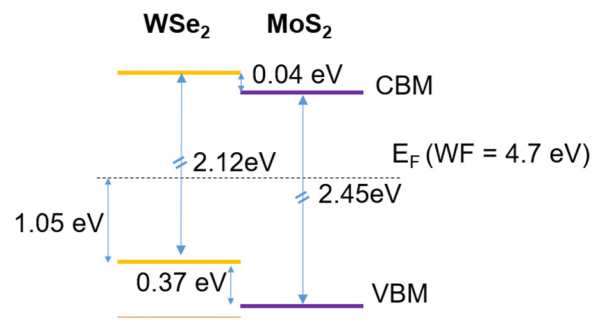 WSe₂ MoS₂
0.04 eV
CBM
2.12eV
E_F (WF = 4.7 eV)
2.45eV
1.05 eV
0.37 eV
VBM